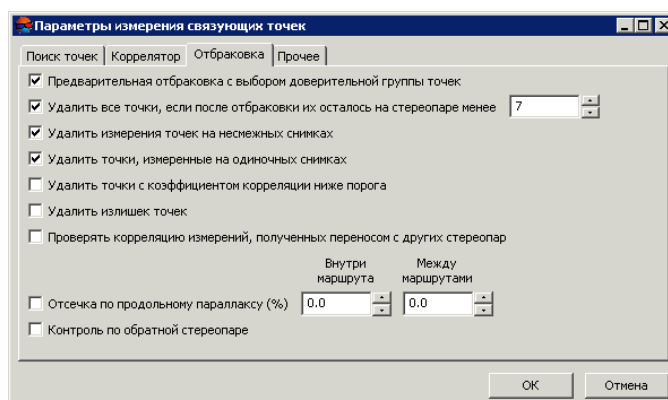 Параметры измерения связующих точек
Поиск точек Коррелятор Отбраковка Прочее
Предварительная отбраковка с выбором доверительной группы точек
Удалить все точки, если после отбраковки их осталось на стереопаре менее 7
Удалить измерения точек на несмежных снимках
Удалить точки, измеренные на одиночных снимках
Удалить точки с коэффициентом корреляции ниже порога
Удалить излишек точек
Проверять корреляцию измерений, полученных переносом с других стереопар
Внутри маршрута Между маршрутами
Отсечка по продольному параллаксу (%) 0.0 0.0
Контроль по обратной стереопаре
ОК Отмена